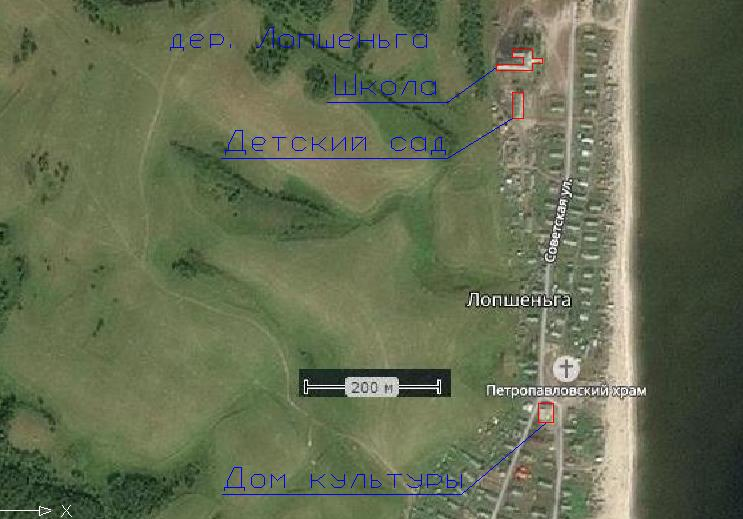 дер. Лопшеньга
Школа
Детский сад
Советская ул.
Лопшеньга
200 м
Петропавловский храм
Дом культуры
X